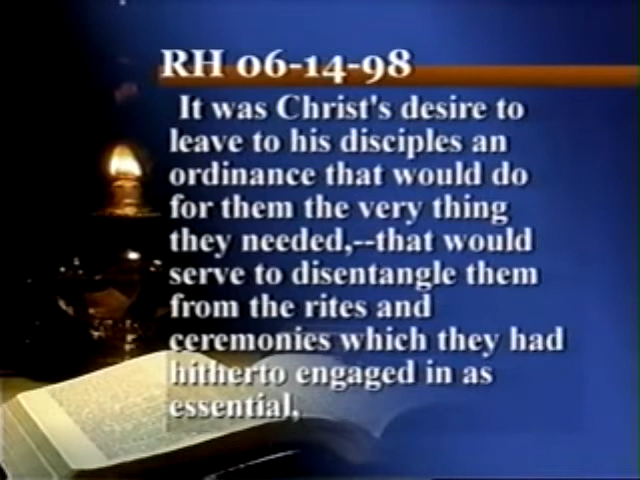 RH 06-14-98
It was Christ's desire to
leave to his disciples an
ordinance that would do
for them the very thing
they needed,--that would
serve to disentangle them
from the rites and
ceremonies which they had
hitherto engaged in as
essential,